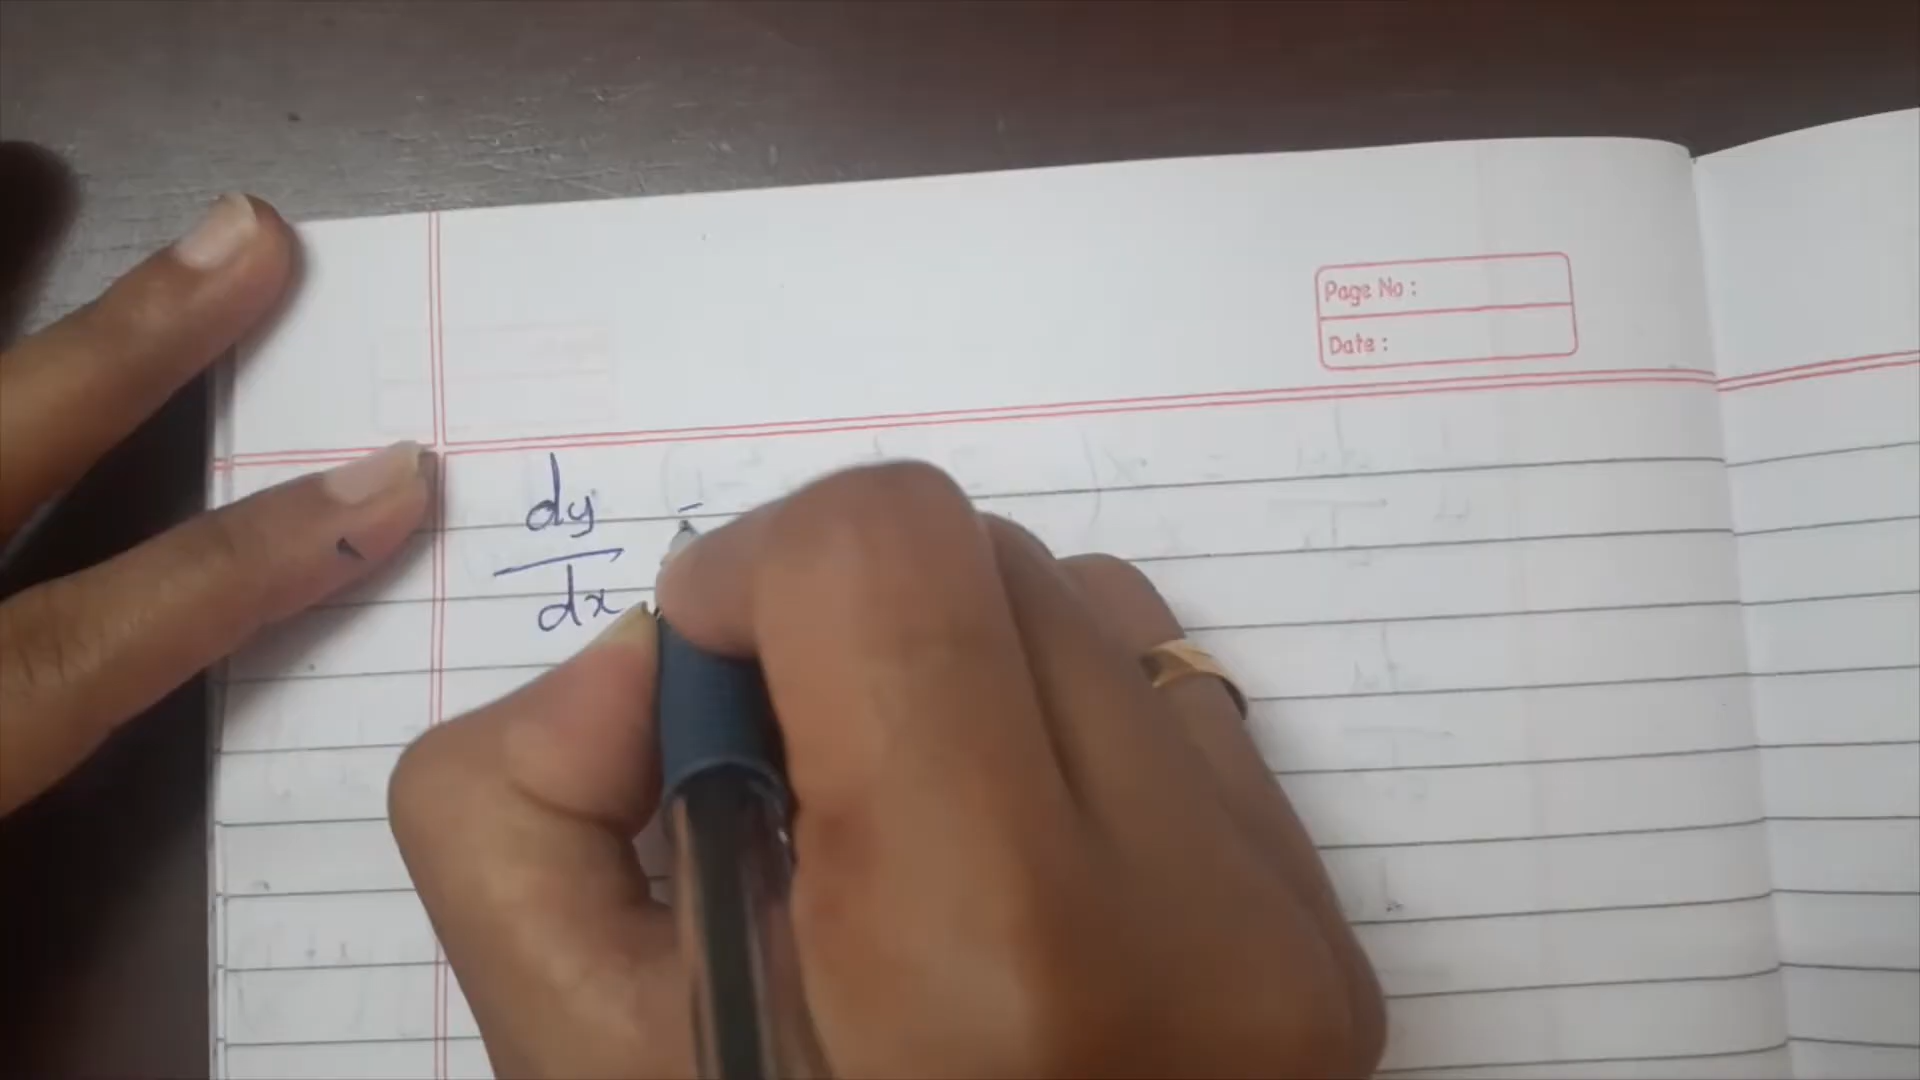 Page No :
Date :
dy
dx